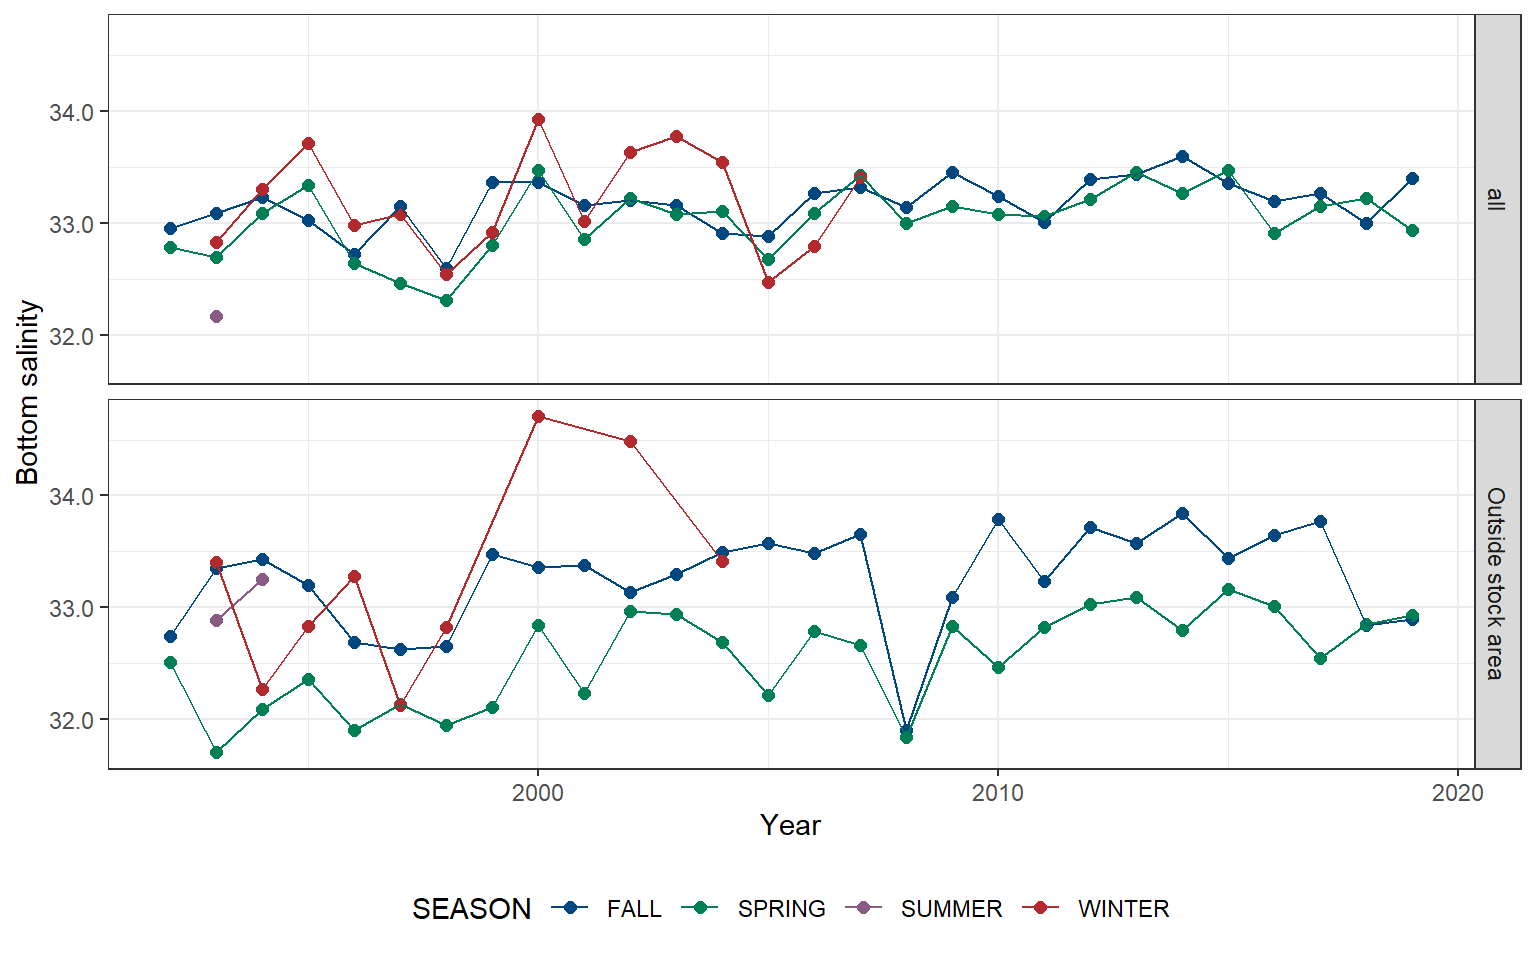 Bottom salinity
34.0
33.0
32.0
all
34.0
33.0
32.0
Outside stock area
2000 2010 2020
Year
SEASON FALL SPRING SUMMER WINTER